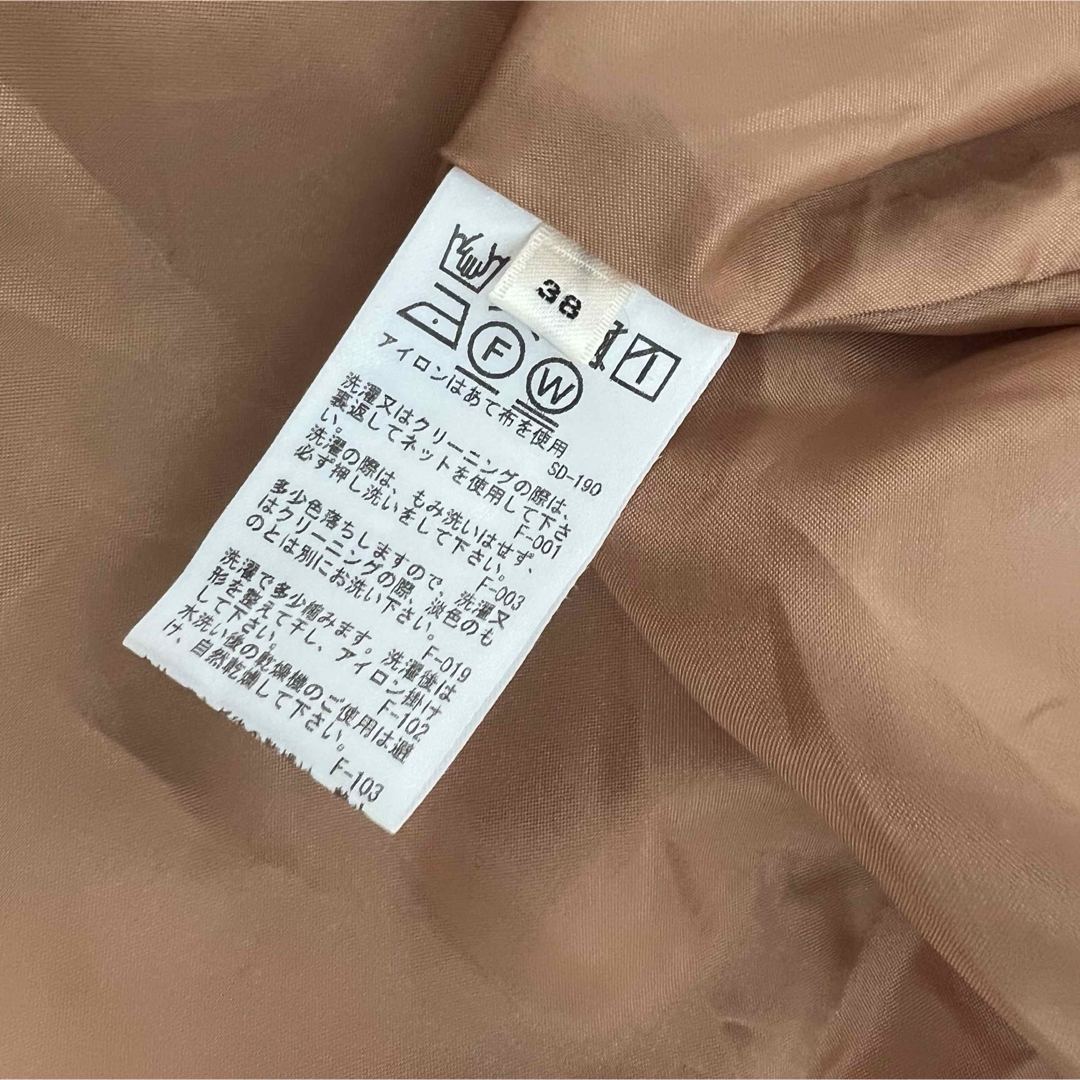 38
F
W
アイロンはあて布を使用
SD-190
洗濯又はクリーニングの際は、
裏返してネットを使用して下さ
い。
F-001
洗濯の際は、もみ洗いはせず、
必ず押し洗いをして下さい。
F-003
多少色落ちしますので、洗濯又
はクリーニングの際、淡色のも
のとは別にお洗い下さい。
F-019
洗濯で多少縮みます。洗濯後は
形を整えて干し、アイロン掛け
して下さい。
F-102
水洗い後の乾燥機のご使用は避
け、自然乾燥して下さい。
F-103